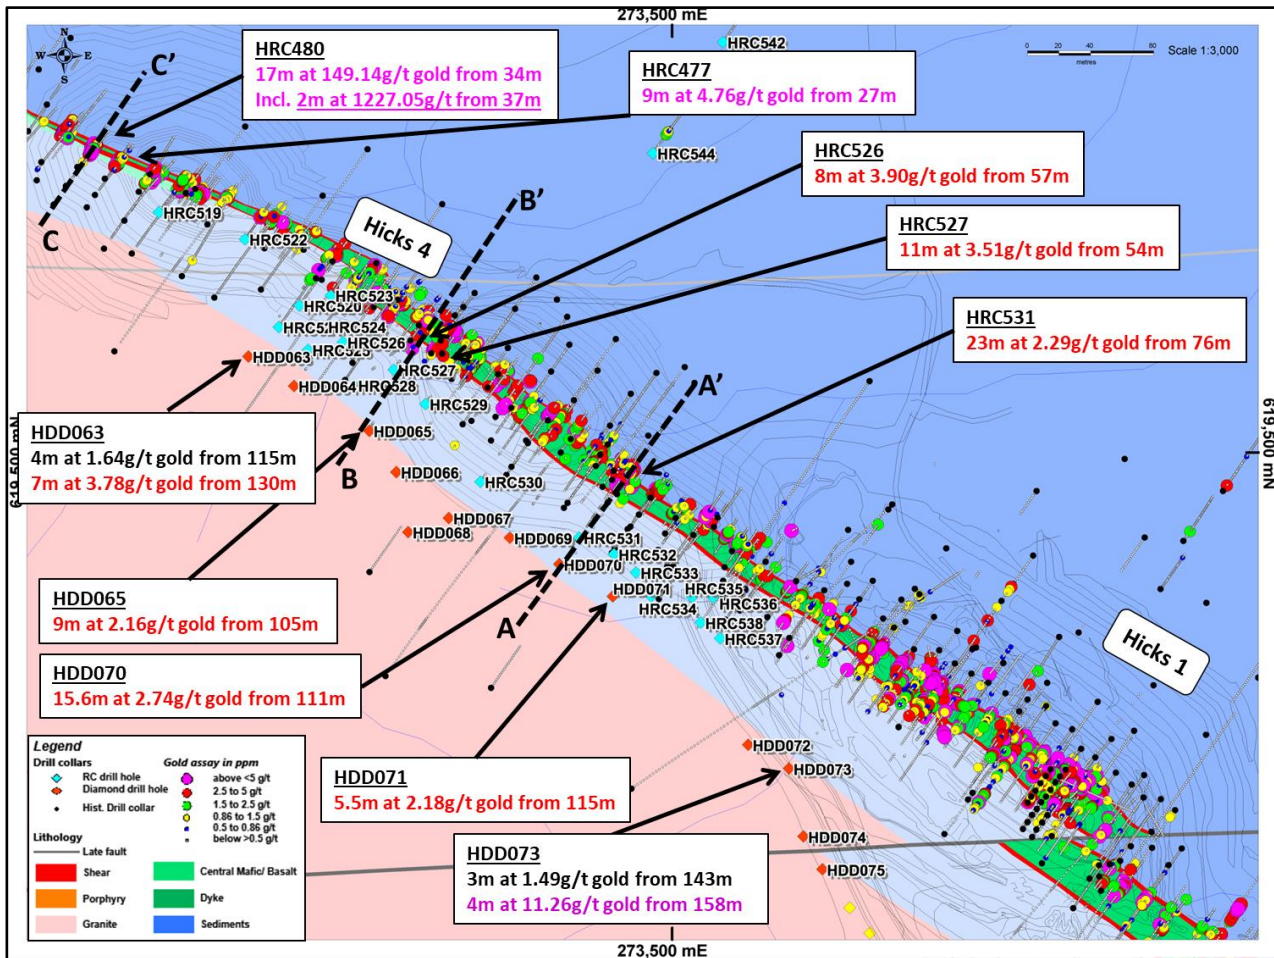 273,500 mE
N
W E
S
C'
HRC480
17m at 149.14g/t gold from 34m
Incl. 2m at 1227.05g/t from 37m
HRC542
HRC477
9m at 4.76g/t gold from 27m
Scale 1:3,000
metres
HRC544
HRC526
8m at 3.90g/t gold from 57m
B'
HRC519
C
HRC522
Hicks 4
HRC527
11m at 3.51g/t gold from 54m
HRC523
HRC520
HRC524
HRC526
HRC525
HRC531
23m at 2.29g/t gold from 76m
HDD063
HRC527
HDD064
HRC528
A'
HRC529
HDD063
4m at 1.64g/t gold from 115m
7m at 3.78g/t gold from 130m
HDD065
619,500 mN
619,500 mN
B
HDD066
HRC530
HDD067
HDD068
HDD069
HRC531
HRC532
HDD070
HRC533
HDD071
HRC535
HRC534
HRC536
HRC538
HRC537
A
HDD065
9m at 2.16g/t gold from 105m
Hicks 1
HDD070
15.6m at 2.74g/t gold from 111m
HDD072
HDD073
HDD071
5.5m at 2.18g/t gold from 115m
HDD074
HDD075
HDD073
3m at 1.49g/t gold from 143m
4m at 11.26g/t gold from 158m
Legend
Drill collars
RC drill hole
Diamond drill hole
Hist. Drill collar
Gold assay in ppm
above <5 g/t
2.5 to 5 g/t
1.5 to 2.5 g/t
0.86 to 1.5 g/t
0.5 to 0.86 g/t
below >0.5 g/t
Lithology
Late fault
Shear
Central Mafic/ Basalt
Porphyry
Dyke
Granite
Sediments
273,500 mE